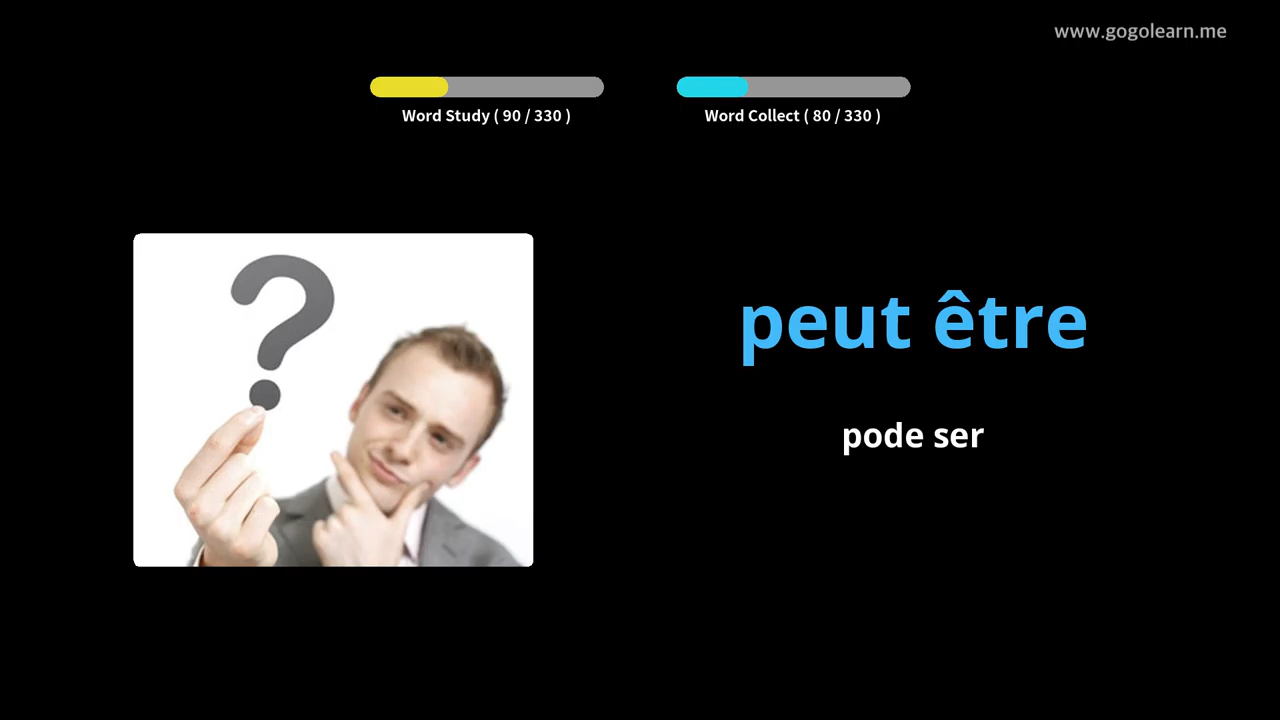 www.gogolearn.me
Word Study ( 90 / 330 )
Word Collect ( 80 / 330 )
peut être
pode ser